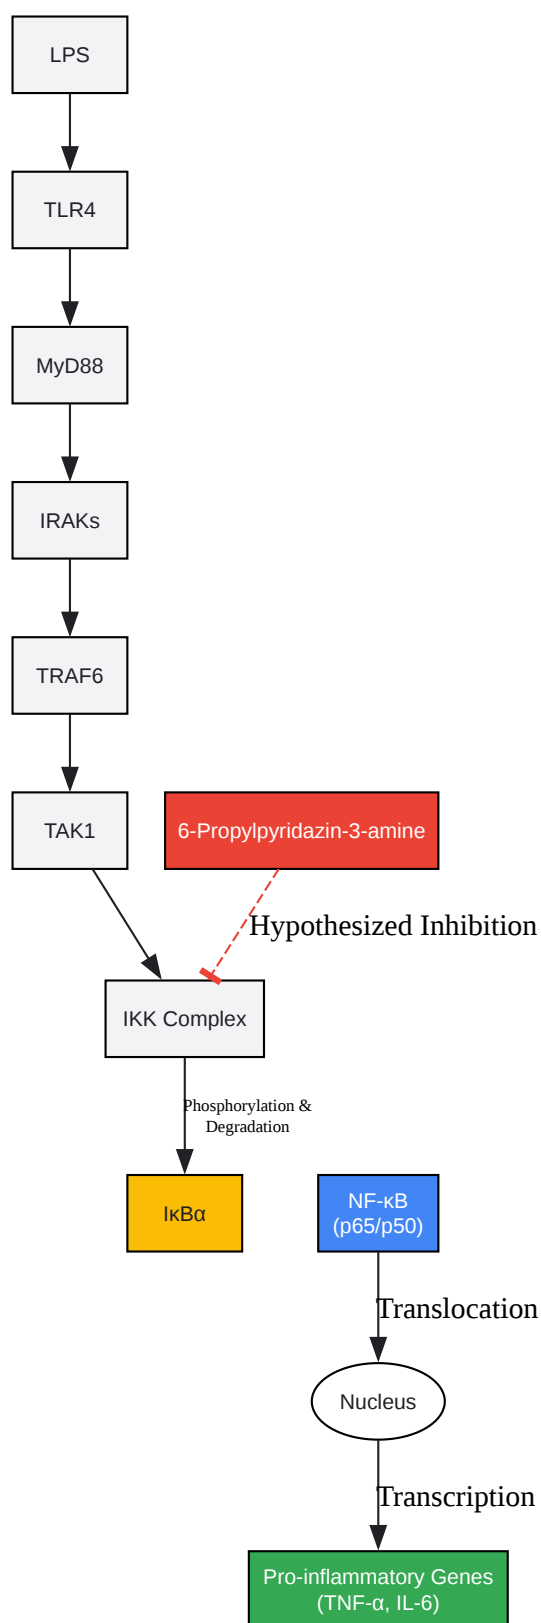 LPS
TLR4
MyD88
IRAKs
TRAF6
TAK1
6-Propylpyridazin-3-amine
Hypothesized Inhibition
IKK Complex
Phosphorylation &
Degradation
IκBα
NF-κB
(p65/p50)
Translocation
Nucleus
Transcription
Pro-inflammatory Genes
(TNF-α, IL-6)